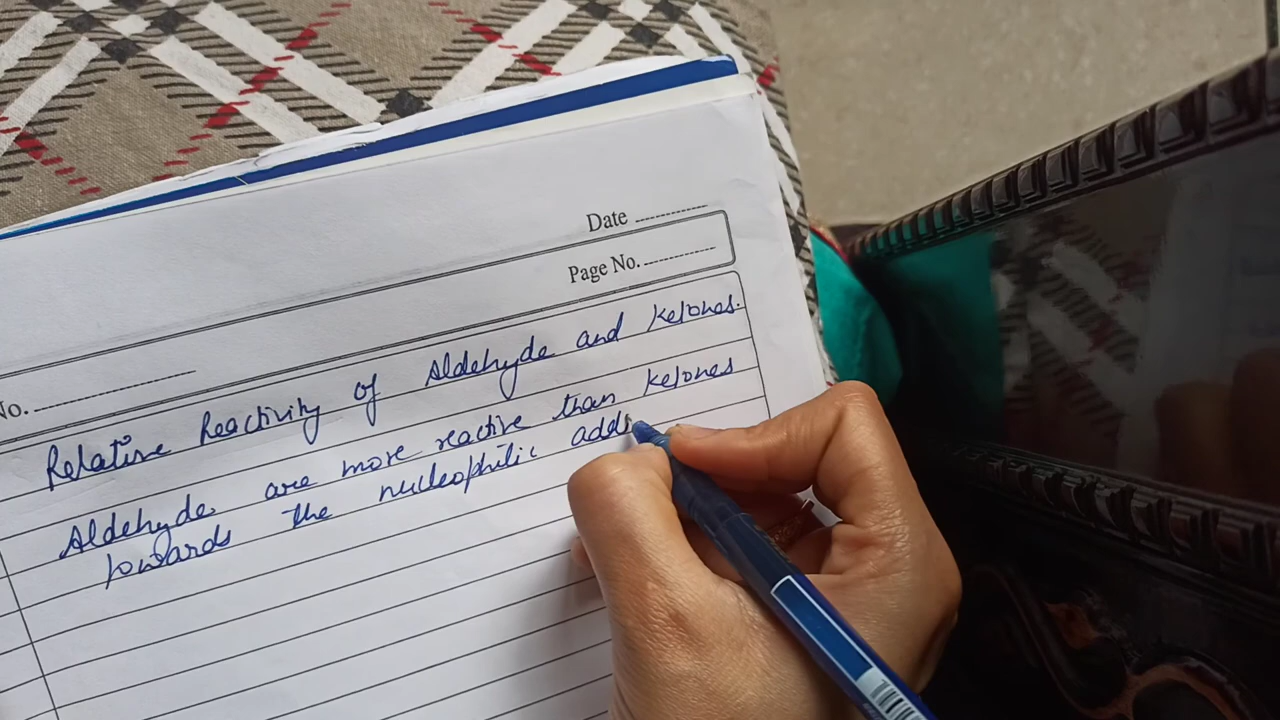 Date
Page No.
No.
Relative Reactivity of Aldehyde and Ketones.
Aldehyde are more reactive than ketones
towards the nucleophilic addi